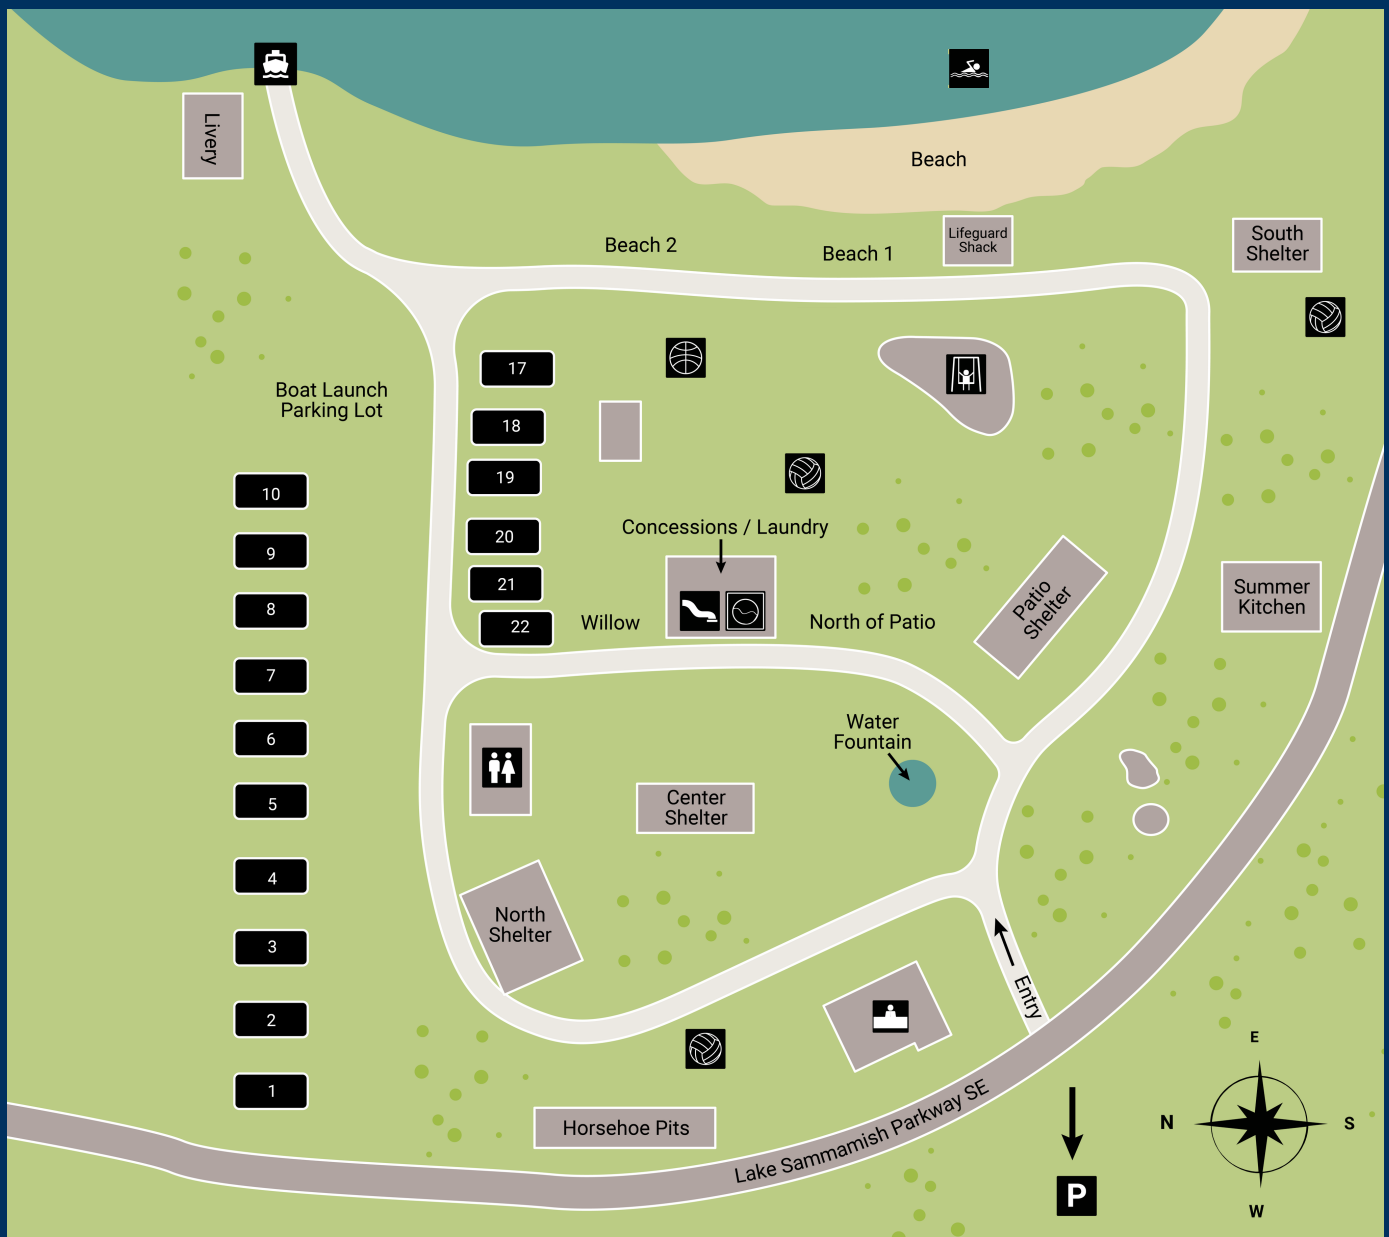 Livery
Beach
Lifeguard
Shack
South
Shelter
Beach 2
Beach 1
Boat Launch
Parking Lot
17
18
19
20
21
22
10
9
8
7
6
5
4
3
2
1
Concessions / Laundry
Willow
North of Patio
Patio
Shelter
Summer
Kitchen
Water
Fountain
Center
Shelter
North
Shelter
Entry
Horsehoe Pits
Lake Sammamish Parkway SE
P
E
N
S
W